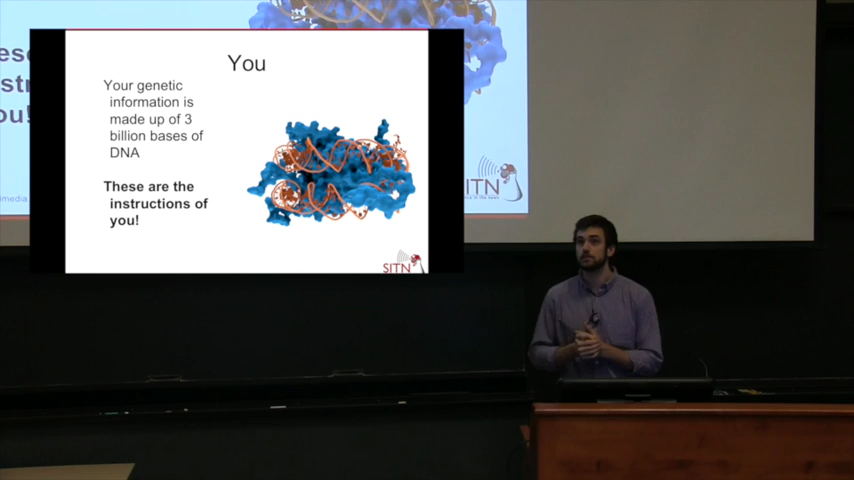 You
Your genetic
information is
made up of 3
billion bases of
DNA
These are the
instructions of
you!
SITN
ou!
SITN